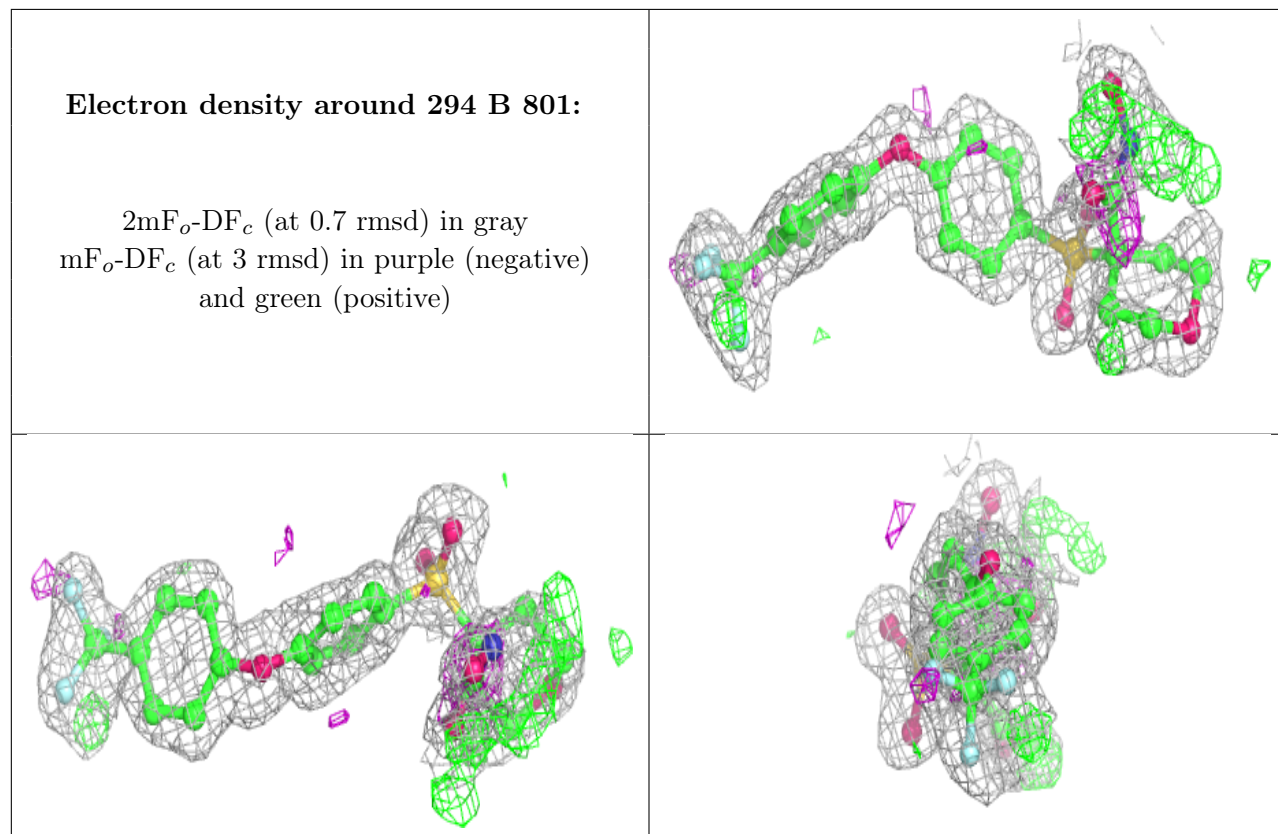 Electron density around 294 B 801:
2mFo-DFc (at 0.7 rmsd) in gray
mFo-DFc (at 3 rmsd) in purple (negative)
and green (positive)